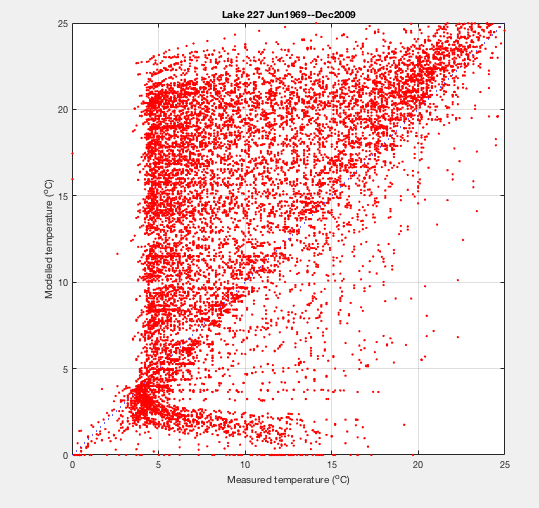 Lake 227 Jun1969--Dec2009
25
20
15
10
5
0
Modelled temperature (°C)
0 5 10 15 20 25
Measured temperature (°C)